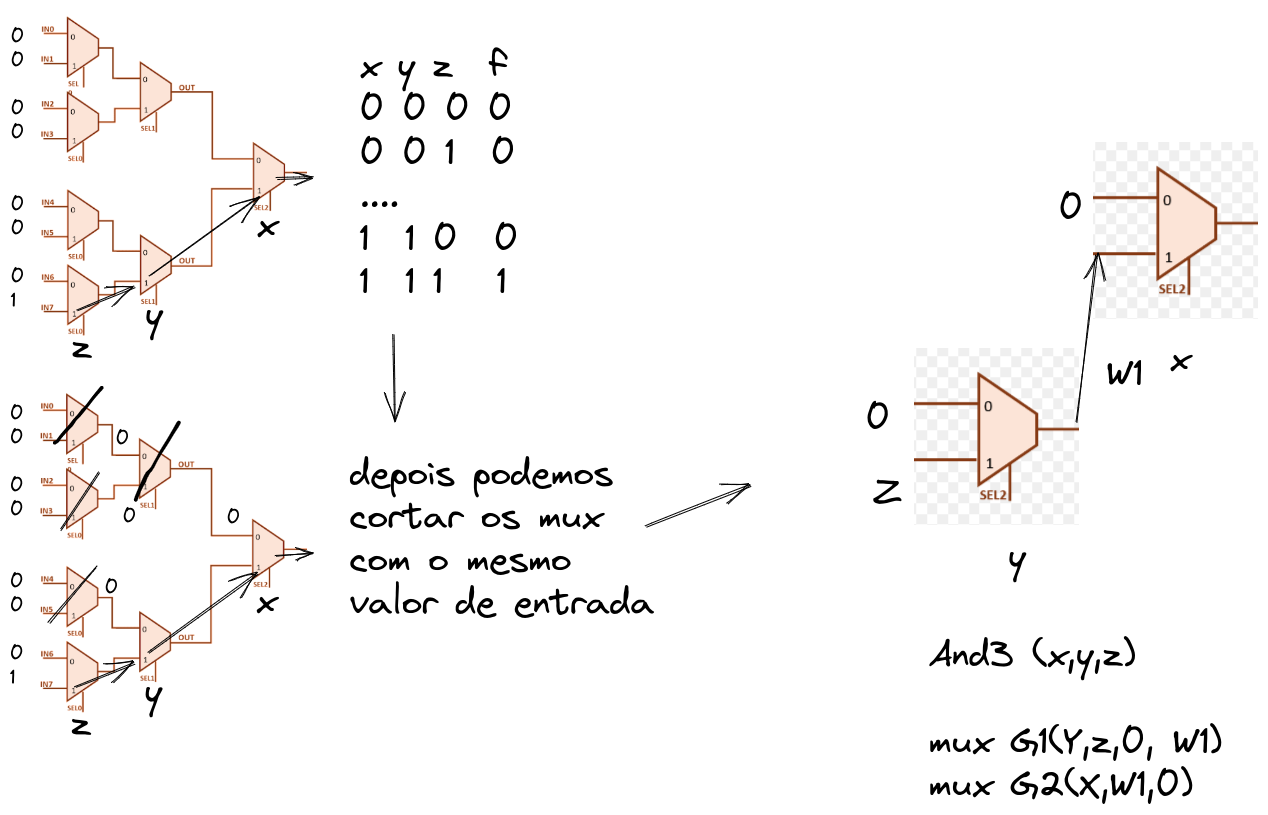 0 IN0 0
0 IN1 1
SEL
0
0 IN2 0
0 IN3 1
SEL0
0 OUT
1
SEL1
0 IN4 0
0 IN5 1
SEL0
0 IN6 0
1 IN7 1
SEL0
z
0 OUT
1
SEL1
y
0
1
SEL2
x
x y z f
0 0 0 0
0 0 1 0
....
1 1 0 0
1 1 1 1
0 IN0 0
0 IN1 1
SEL
0
0 IN2 0
0 IN3 1
SEL0
0
0 OUT
1
0 SEL1
0 IN4 0
0 IN5 1
SEL0
0
0 IN6 0
1 IN7 1
SEL0
z
0 OUT
1
SEL1
y
0
0
1
SEL2
x
depois podemos
cortar os mux
com o mesmo
valor de entrada
0 0
1
SEL2
W1 x
0 0
z 1
SEL2
y
And3 (x,y,z)
mux G1(Y,z,0, W1)
mux G2(X,W1,0)